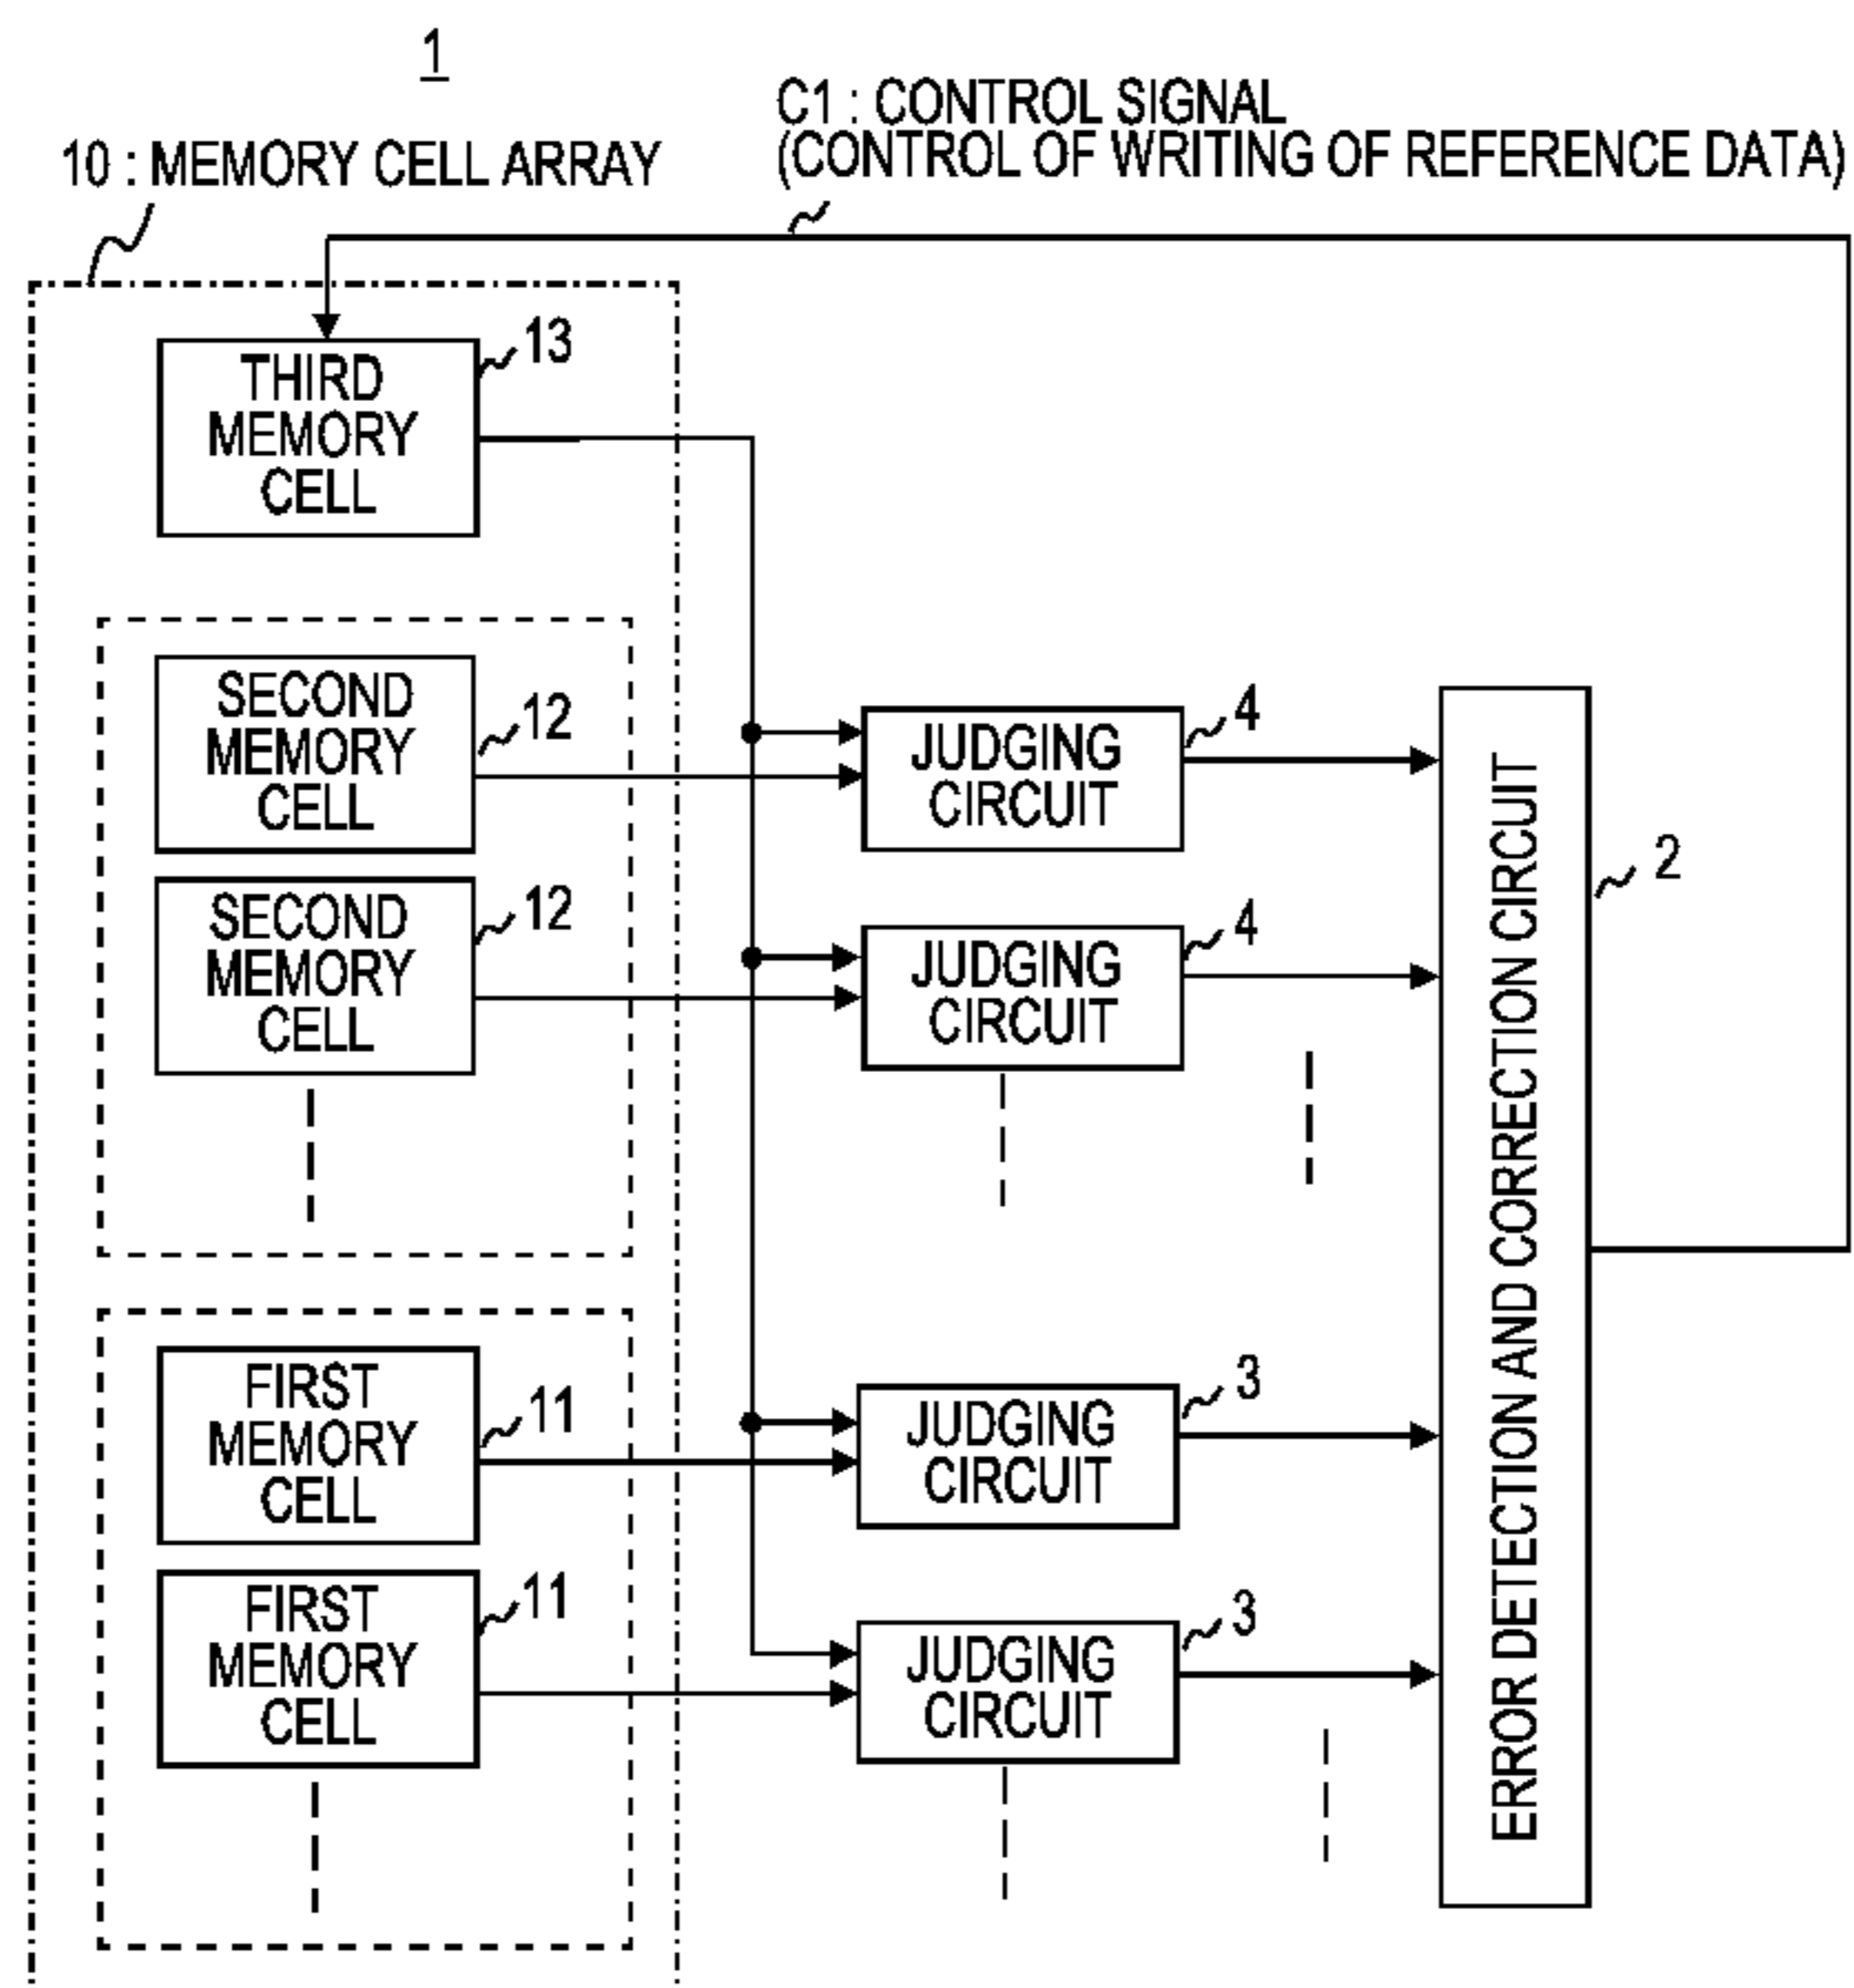 1
C1 : CONTROL SIGNAL
(CONTROL OF WRITING OF REFERENCE DATA)
10 : MEMORY CELL ARRAY
13
THIRD
MEMORY
CELL
SECOND
MEMORY
CELL
12
JUDGING
CIRCUIT
4
SECOND
MEMORY
CELL
12
JUDGING
CIRCUIT
4
ERROR DETECTION AND CORRECTION CIRCUIT
2
FIRST
MEMORY
CELL
11
JUDGING
CIRCUIT
3
FIRST
MEMORY
CELL
11
JUDGING
CIRCUIT
3